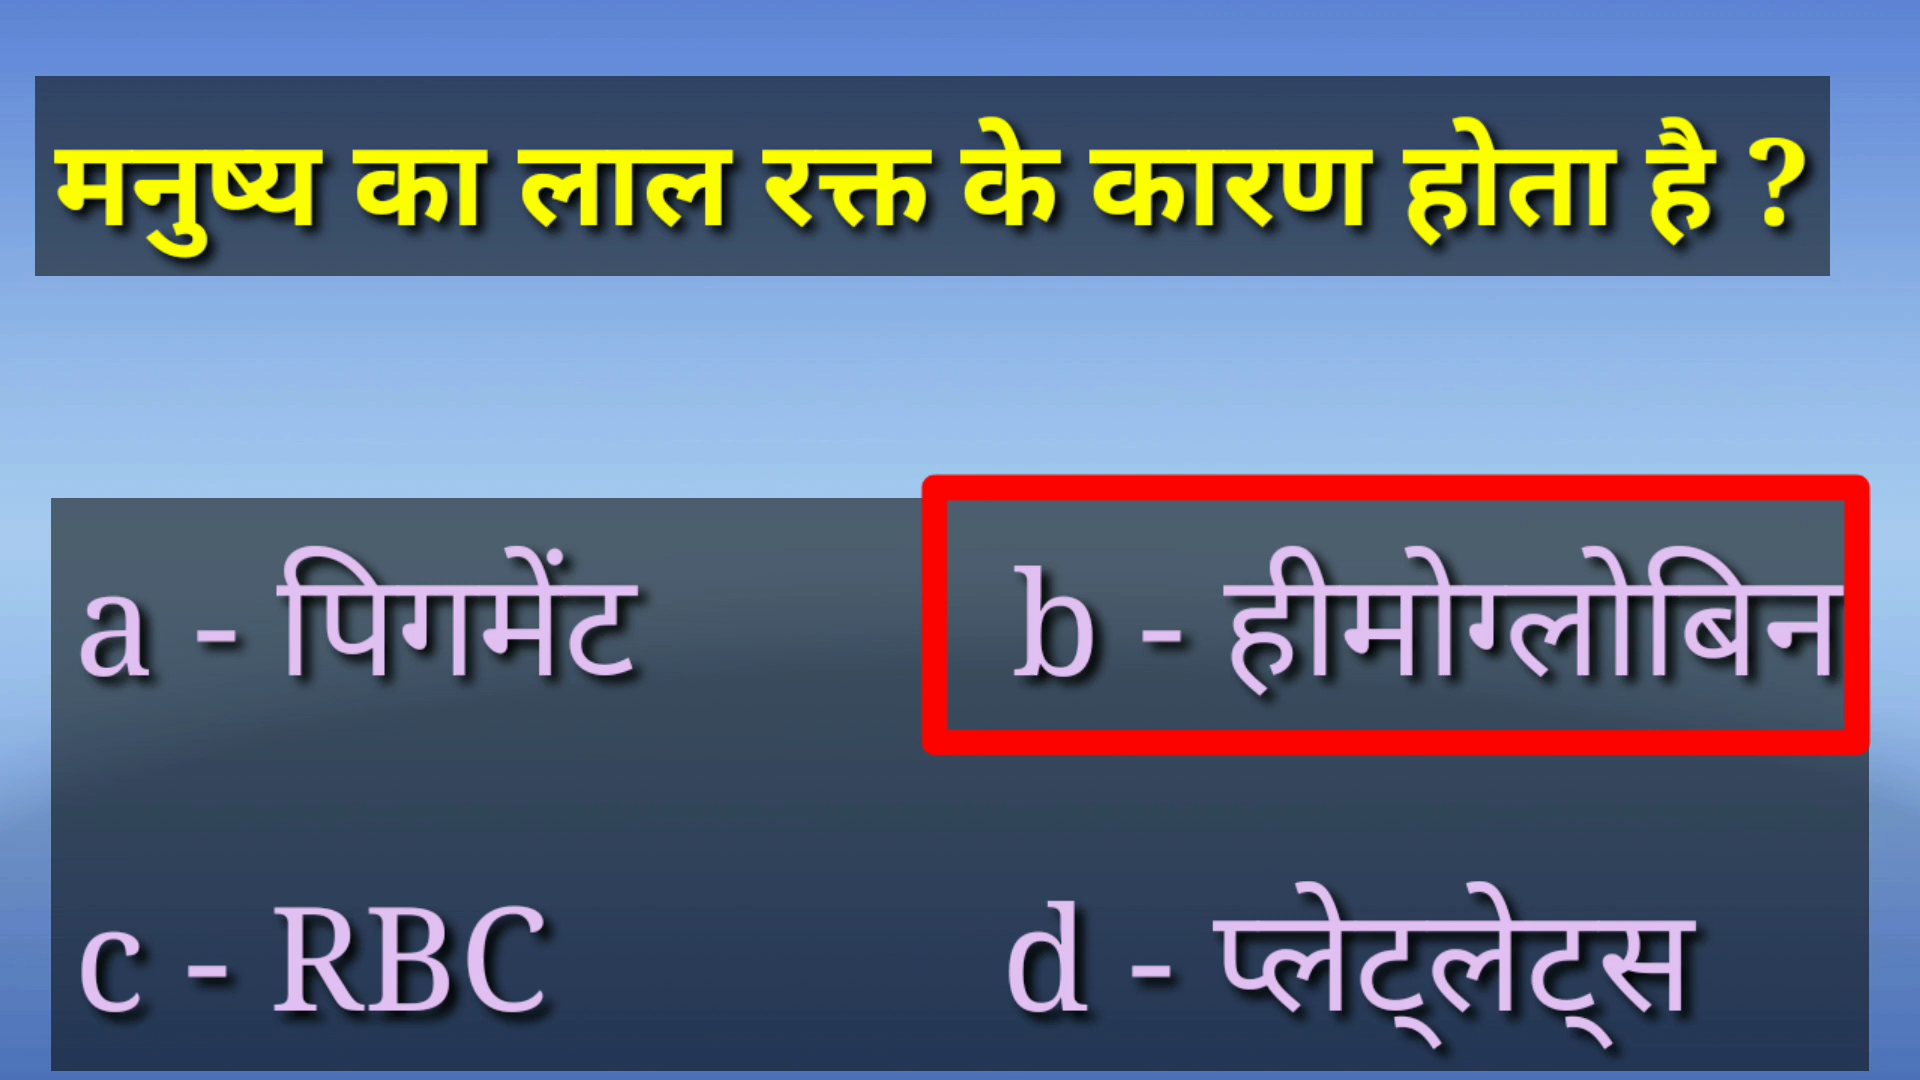 मनुष्य का लाल रक्त के कारण होता है ?
a - पिगमेंट b - हीमोग्लोबिन
c - RBC d - प्लेट्लेट्स